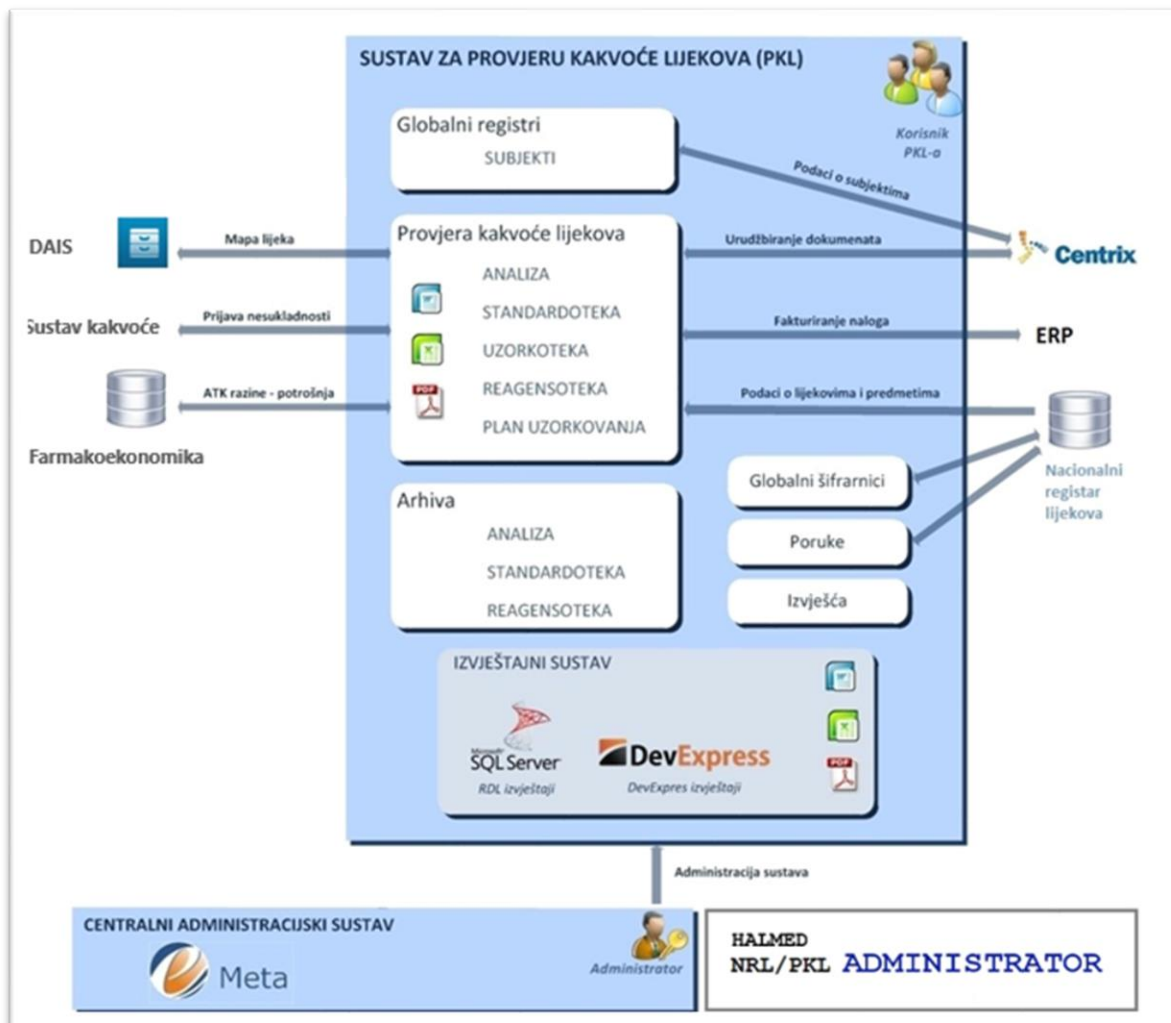 SUSTAV ZA PROVJERU KAKVOĆE LIJEKOVA (PKL)
Korisnik
PKL-a
Globalni registri
SUBJEKTI
Podaci o subjektima
DAIS
Mapa lijeka
Provjera kakvoće lijekova
Urudžbiranje dokumenata
Centrix
ANALIZA
STANDARDOTEKA
UZORKOTEKA
REAGENSOTEKA
PLAN UZORKOVANJA
PDF
Sustav kakvoće
Prijava nesukladnosti
Fakturiranje naloga
ERP
ATK razine - potrošnja
Podaci o lijekovima i predmetima
Farmakoekonomika
Nacionalni
registar
lijekova
Globalni šifrarnici
Poruke
Izvješća
Arhiva
ANALIZA
STANDARDOTEKA
REAGENSOTEKA
IZVJEŠTAJNI SUSTAV
Microsoft
SQL Server
RDL izvještaji
DevExpress
DevExpres izvještaji
PDF
Administracija sustava
CENTRALNI ADMINISTRACIJSKI SUSTAV
Meta
Administrator
HALMED
NRL/PKL ADMINISTRATOR